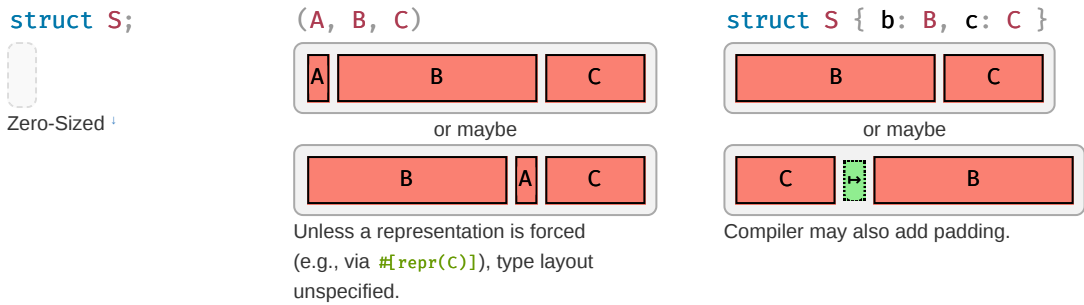 struct S;
Zero-Sized ↓
(A, B, C)
A B C
or maybe
B A C
Unless a representation is forced
(e.g., via #[repr(C)]), type layout
unspecified.
struct S { b: B, c: C }
B C
or maybe
C ↦ B
Compiler may also add padding.